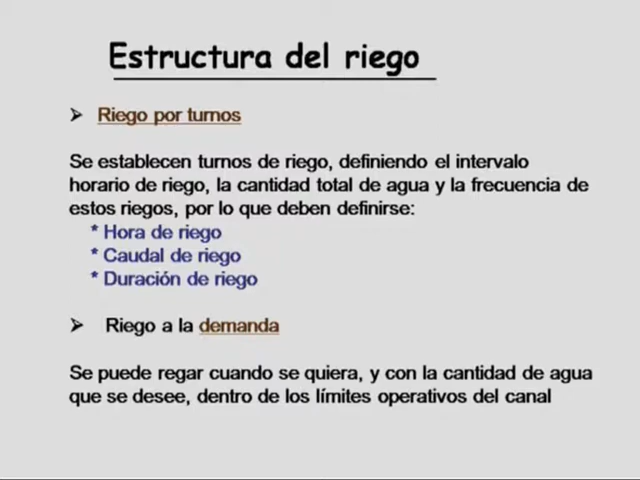 Estructura del riego
➢ Riego por turnos
Se establecen turnos de riego, definiendo el intervalo
horario de riego, la cantidad total de agua y la frecuencia de
estos riegos, por lo que deben definirse:
* Hora de riego
* Caudal de riego
* Duración de riego
➢ Riego a la demanda
Se puede regar cuando se quiera, y con la cantidad de agua
que se desee, dentro de los límites operativos del canal